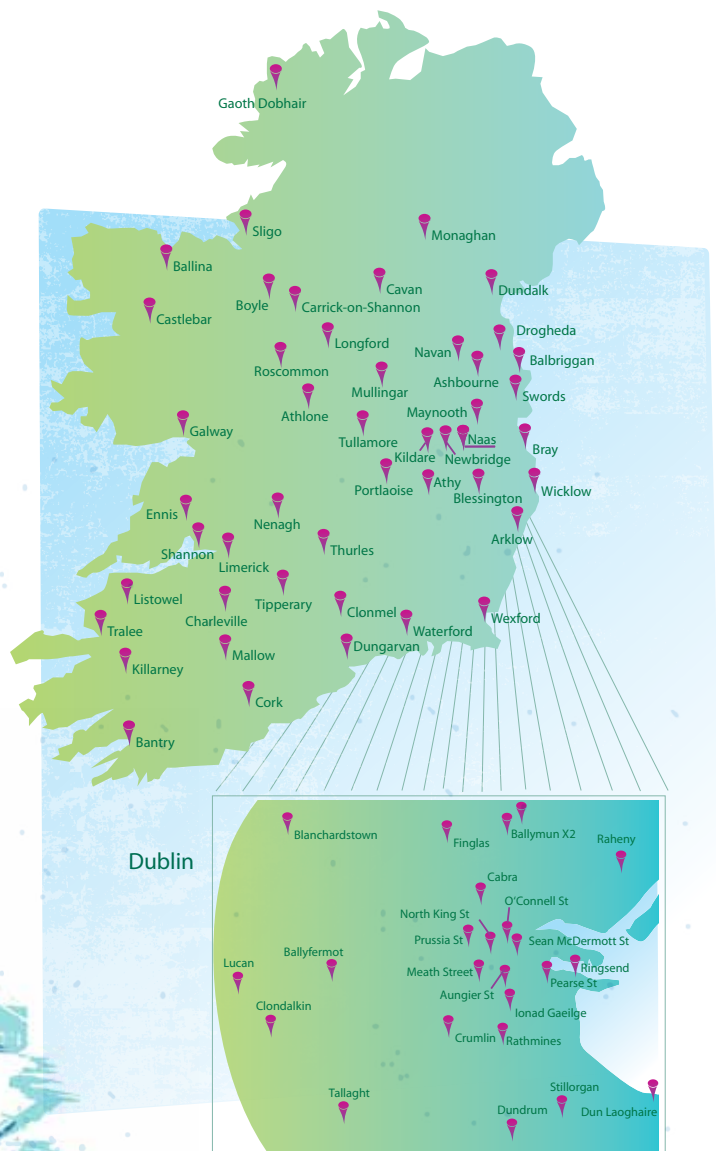 Gaoth Dobhair
Sligo
Monaghan
Ballina
Cavan
Dundalk
Boyle
Carrick-on-Shannon
Castlebar
Drogheda
Longford
Navan
Balbriggan
Roscommon
Ashbourne
Mullingar
Swords
Athlone
Maynooth
Galway
Tullamore
Naas
Bray
Kildare
Newbridge
Portlaoise
Athy
Wicklow
Blessington
Ennis
Nenagh
Arklow
Shannon
Thurles
Limerick
Listowel
Tipperary
Clonmel
Charleville
Wexford
Tralee
Waterford
Dungarvan
Mallow
Killarney
Cork
Bantry
Dublin
Blanchardstown
Finglas
Ballymun X2
Raheny
Cabra
O'Connell St
North King St
Prussia St
Sean McDermott St
Ballyfermot
Lucan
Meath Street
Ringsend
Pearse St
Aungier St
Clondalkin
Ionad Gaeilge
Crumlin
Rathmines
Stillorgan
Tallaght
Dundrum
Dun Laoghaire